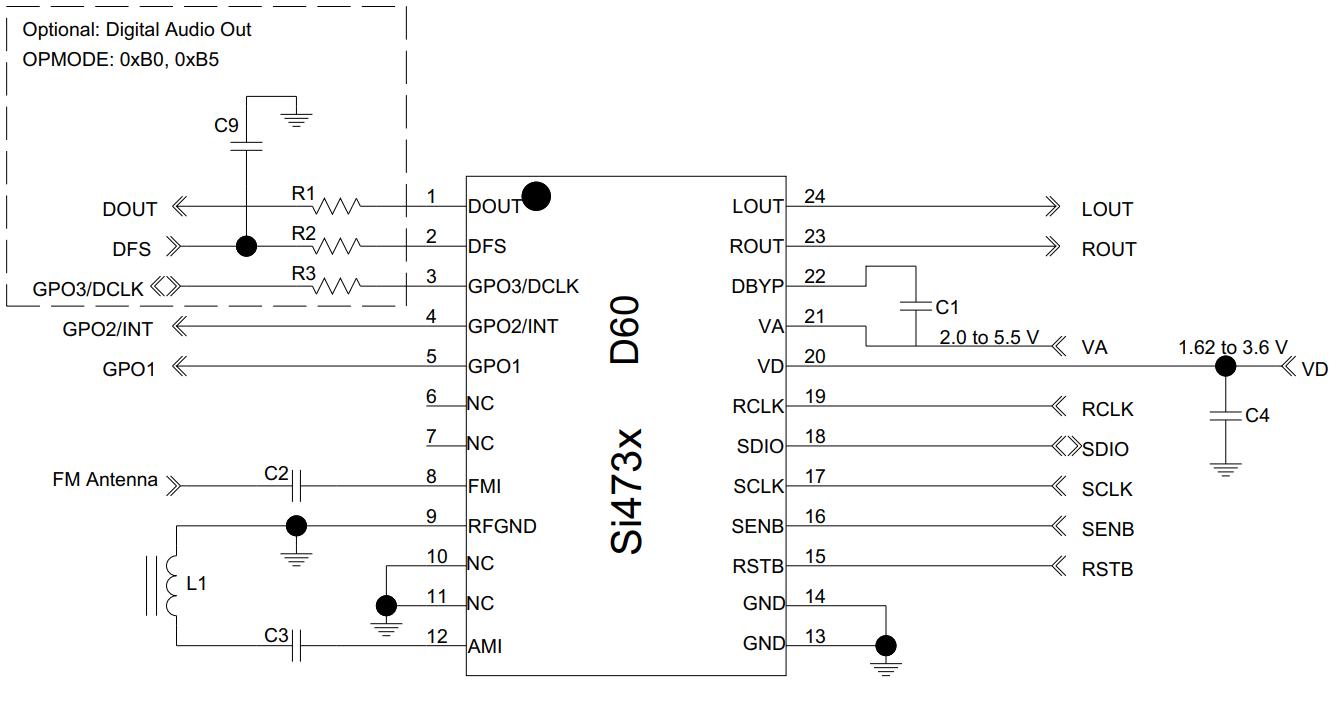 Optional: Digital Audio Out
OPMODE: 0xB0, 0xB5
C9
DOUT R1 1 DOUT LOUT 24 LOUT
DFS R2 2 DFS ROUT 23 ROUT
GPO3/DCLK R3 3 GPO3/DCLK DBYP 22
C1
GPO2/INT 4 GPO2/INT VA 21 2.0 to 5.5 V VA
GPO1 5 GPO1 VD 20 1.62 to 3.6 V VD
6 NC RCLK 19 RCLK
C4
7 NC SDIO 18 SDIO
FM Antenna C2 8 FMI SCLK 17 SCLK
9 RFGND SENB 16 SENB
10 NC RSTB 15 RSTB
L1
11 NC GND 14
C3 12 AMI GND 13
Si473x D60